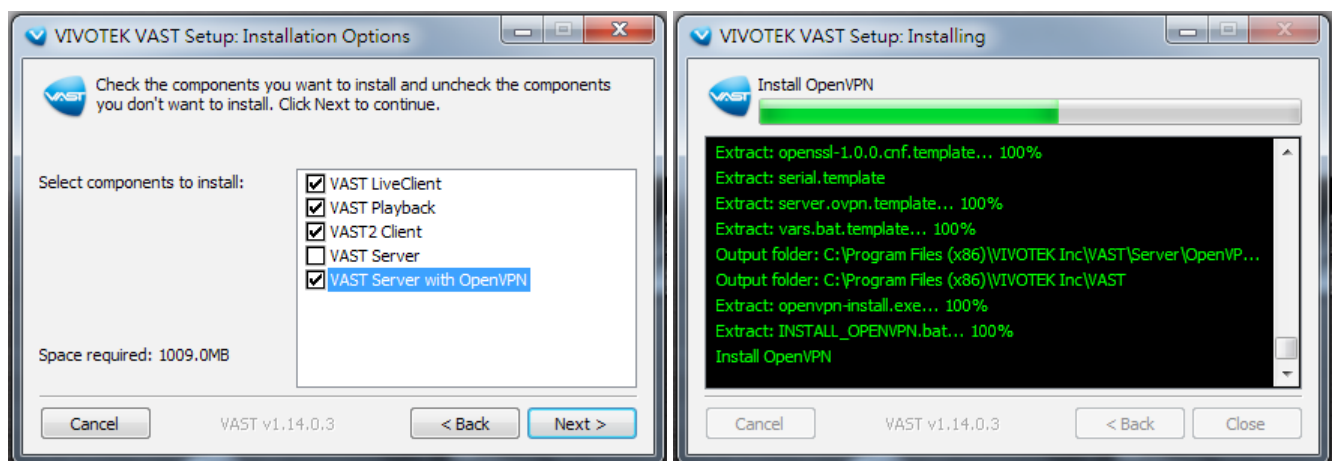 VIVOTEK VAST Setup: Installation Options
Check the components you want to install and uncheck the components
you don't want to install. Click Next to continue.
Select components to install:
VAST LiveClient
VAST Playback
VAST2 Client
VAST Server
VAST Server with OpenVPN
Space required: 1009.0MB
Cancel
VAST v1.14.0.3
< Back
Next >
VIVOTEK VAST Setup: Installing
VAST
Install OpenVPN
Extract: openssl-1.0.0.cnf.template... 100%
Extract: serial.template
Extract: server.ovpn.template... 100%
Extract: vars.bat.template... 100%
Output folder: C:\Program Files (x86)\VIVOTEK Inc\VAST\Server\OpenVP...
Output folder: C:\Program Files (x86)\VIVOTEK Inc\VAST
Extract: openvpn-install.exe... 100%
Extract: INSTALL_OPENVPN.bat... 100%
Install OpenVPN
Cancel
VAST v1.14.0.3
< Back
Close